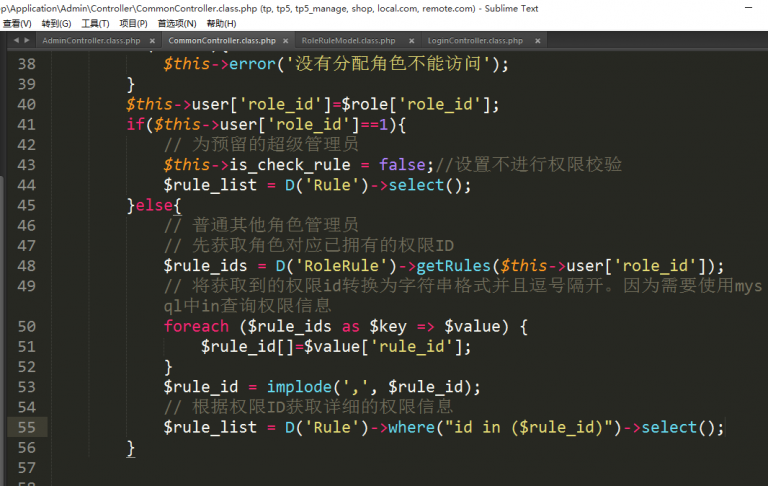 op\Application\Admin\Controller\CommonController.class.php (tp, tp5, tp5_manage, shop, local.com, remote.com) - Sublime Text
查看(V) 转到(G) 工具(T) 项目(P) 首选项(N) 帮助(H)
AdminController.class.php × CommonController.class.php × RoleRuleModel.class.php × LoginController.class.php ×
38 $this->error('没有分配角色不能访问');
39 }
40 $this->user['role_id']=$role['role_id'];
41 if($this->user['role_id']==1){
42 // 为预留的超级管理员
43 $this->is_check_rule = false;//设置不进行权限校验
44 $rule_list = D('Rule')->select();
45 }else{
46 // 普通其他角色管理员
47 // 先获取角色对应已拥有的权限ID
48 $rule_ids = D('RoleRule')->getRules($this->user['role_id']);
49 // 将获取到的权限id转换为字符串格式并且逗号隔开。因为需要使用mys
ql中in查询权限信息
50 foreach ($rule_ids as $key => $value) {
51 $rule_id[]=$value['rule_id'];
52 }
53 $rule_id = implode(',', $rule_id);
54 // 根据权限ID获取详细的权限信息
55 $rule_list = D('Rule')->where("id in ($rule_id)")->select();
56 }
57